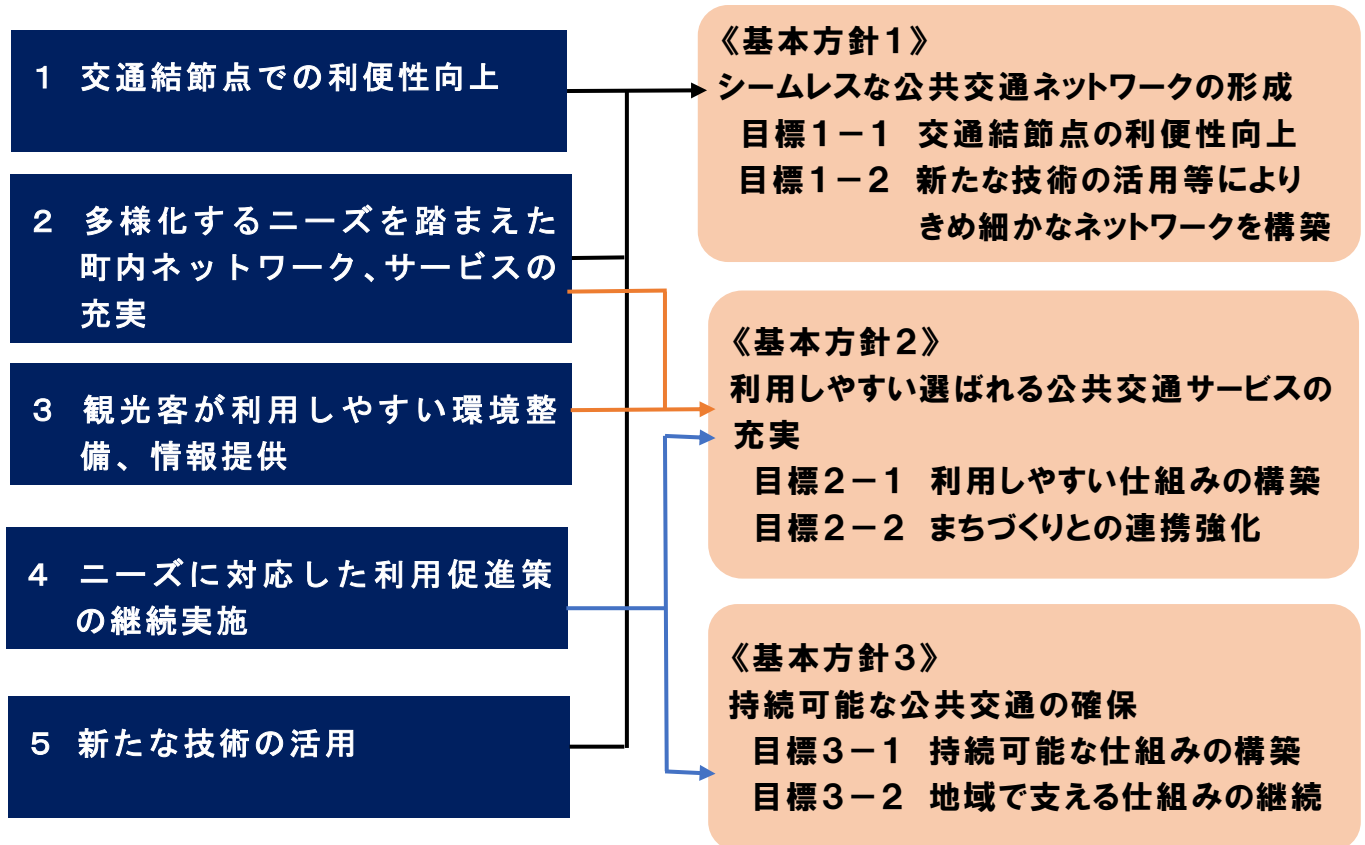 1 交通結節点での利便性向上
2 多様化するニーズを踏まえた
町内ネットワーク、サービスの
充実
3 観光客が利用しやすい環境整
備、情報提供
4 ニーズに対応した利用促進策
の継続実施
5 新たな技術の活用
《基本方針1》
シームレスな公共交通ネットワークの形成
目標1-1 交通結節点の利便性向上
目標1-2 新たな技術の活用等により
きめ細かなネットワークを構築
《基本方針2》
利用しやすい選ばれる公共交通サービスの
充実
目標2-1 利用しやすい仕組みの構築
目標2-2 まちづくりとの連携強化
《基本方針3》
持続可能な公共交通の確保
目標3-1 持続可能な仕組みの構築
目標3-2 地域で支える仕組みの継続